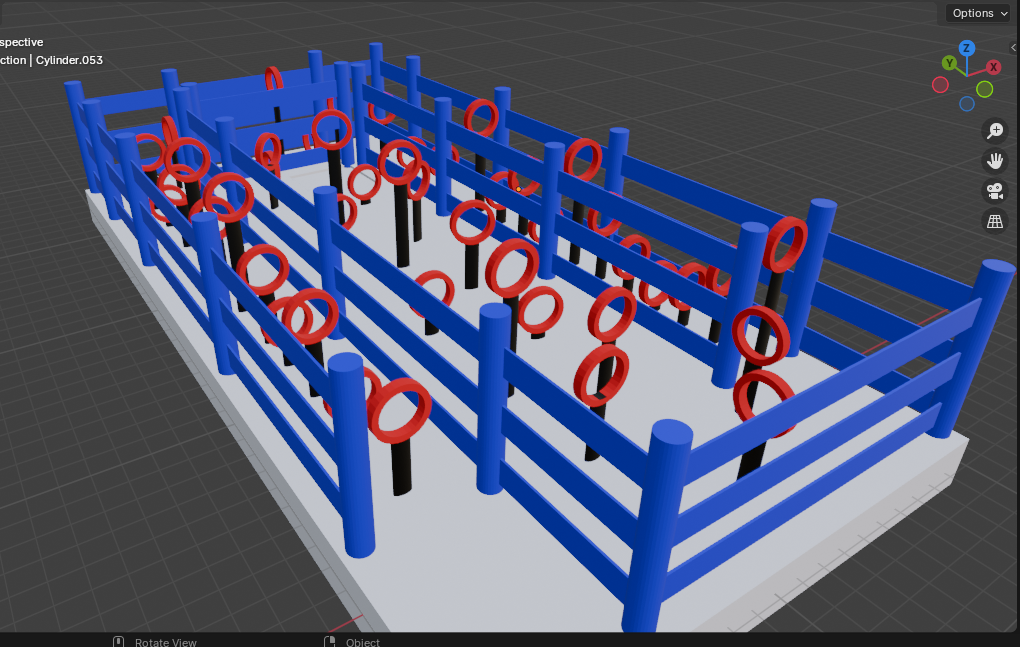 Options
spective
ction | Cylinder.053
Z
Y
X
Rotate View
Object